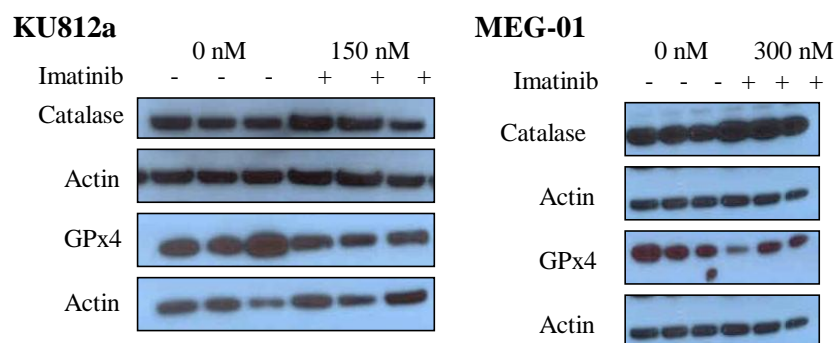 KU812a
0 nM 150 nM
Imatinib - - - + + +
Catalase
Actin
GPx4
Actin
MEG-01
0 nM 300 nM
Imatinib - - - + + +
Catalase
Actin
GPx4
Actin